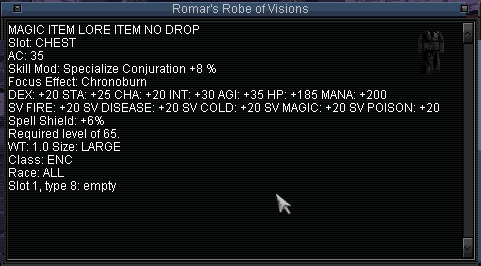 Romar's Robe of Visions
MAGIC ITEM LORE ITEM NO DROP
Slot: CHEST
AC: 35
Skill Mod: Specialize Conjuration +8 %
Focus Effect: Chronoburn
DEX: +20 STA: +25 CHA: +20 INT: +30 AGI: +35 HP: +185 MANA: +200
SV FIRE: +20 SV DISEASE: +20 SV COLD: +20 SV MAGIC: +20 SV POISON: +20
Spell Shield: +6%
Required level of 65.
WT: 1.0 Size: LARGE
Class: ENC
Race: ALL
Slot 1, type 8: empty